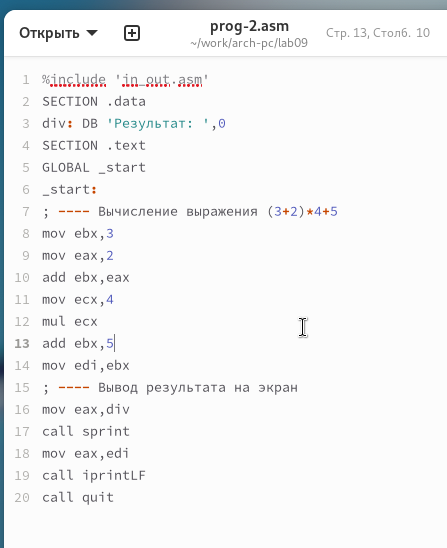 Открыть
prog-2.asm
~/work/arch-pc/lab09
Стр. 13, Столб. 10
1 %include 'in_out.asm'
2 SECTION .data
3 div: DB 'Результат: ',0
4 SECTION .text
5 GLOBAL _start
6 _start:
7 ; ---- Вычисление выражения (3+2)*4+5
8 mov ebx,3
9 mov eax,2
10 add ebx,eax
11 mov ecx,4
12 mul ecx
13 add ebx,5
14 mov edi,ebx
15 ; ---- Вывод результата на экран
16 mov eax,div
17 call sprint
18 mov eax,edi
19 call iprintLF
20 call quit